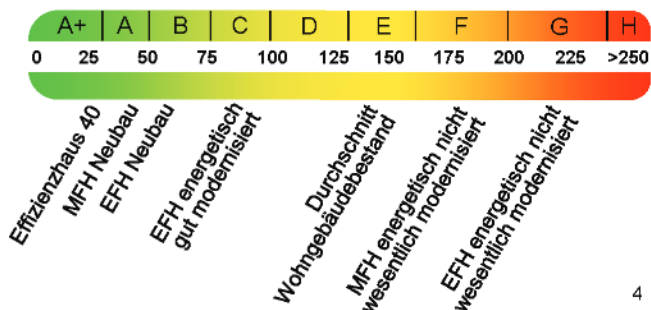 A+ A B C D E F G H
0 25 50 75 100 125 150 175 200 225 >250
Effizienzhaus 40
MFH Neubau
EFH Neubau
EFH energetisch
gut modernisiert
Durchschnitt
Wohngebäudebestand
MFH energetisch nicht
wesentlich modernisiert
EFH energetisch nicht
wesentlich modernisiert
4